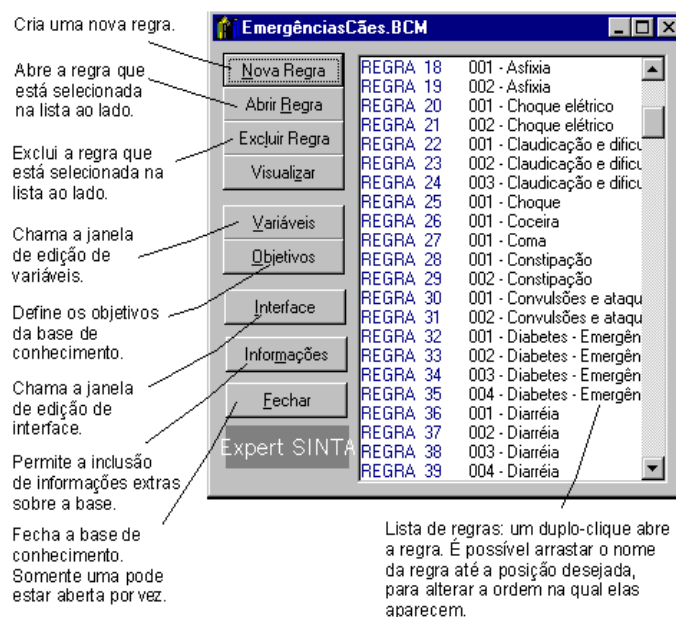 Cria uma nova regra.
Abre a regra que
está selecionada
na lista ao lado.
Exclui a regra que
está selecionada na
lista ao lado.
Chama a janela
de edição de
variáveis.
Define os objetivos
da base de
conhecimento.
Chama a janela
de edição de
interface.
Permite a inclusão
de informações extras
sobre a base.
Fecha a base de
conhecimento.
Somente uma pode
estar aberta por vez.
EmergênciasCães.BCM
Nova Regra
Abrir Regra
Excluir Regra
Visualizar
Variáveis
Objetivos
Interface
Informações
Fechar
Expert SINTA
REGRA 18 001 - Asfixia
REGRA 19 002 - Asfixia
REGRA 20 001 - Choque elétrico
REGRA 21 002 - Choque elétrico
REGRA 22 001 - Claudicação e dificu
REGRA 23 002 - Claudicação e dificu
REGRA 24 003 - Claudicação e dificu
REGRA 25 001 - Choque
REGRA 26 001 - Coceira
REGRA 27 001 - Coma
REGRA 28 001 - Constipação
REGRA 29 002 - Constipação
REGRA 30 001 - Convulsões e ataqu
REGRA 31 002 - Convulsões e ataqu
REGRA 32 001 - Diabetes - Emergên
REGRA 33 002 - Diabetes - Emergên
REGRA 34 003 - Diabetes - Emergên
REGRA 35 004 - Diabetes - Emergên
REGRA 36 001 - Diarréia
REGRA 37 002 - Diarréia
REGRA 38 003 - Diarréia
REGRA 39 004 - Diarréia
Lista de regras: um duplo-clique abre
a regra. É possível arrastar o nome
da regra até a posição desejada,
para alterar a ordem na qual elas
aparecem.